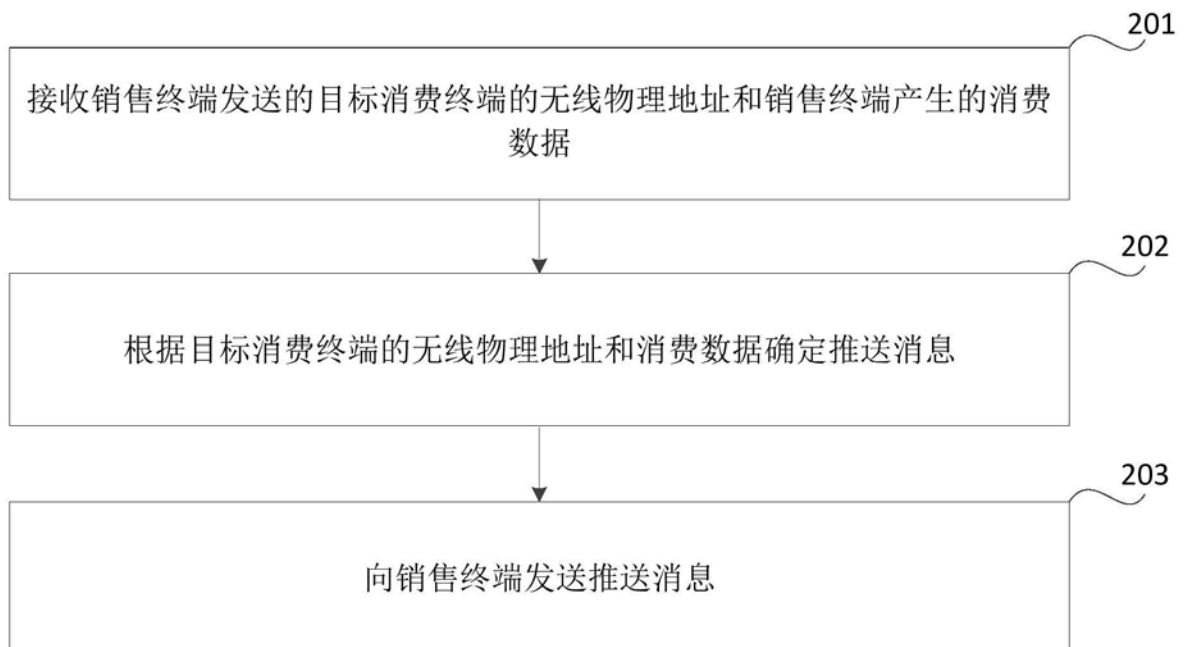 201
接收销售终端发送的目标消费终端的无线物理地址和销售终端产生的消费
数据
202
根据目标消费终端的无线物理地址和消费数据确定推送消息
203
向销售终端发送推送消息